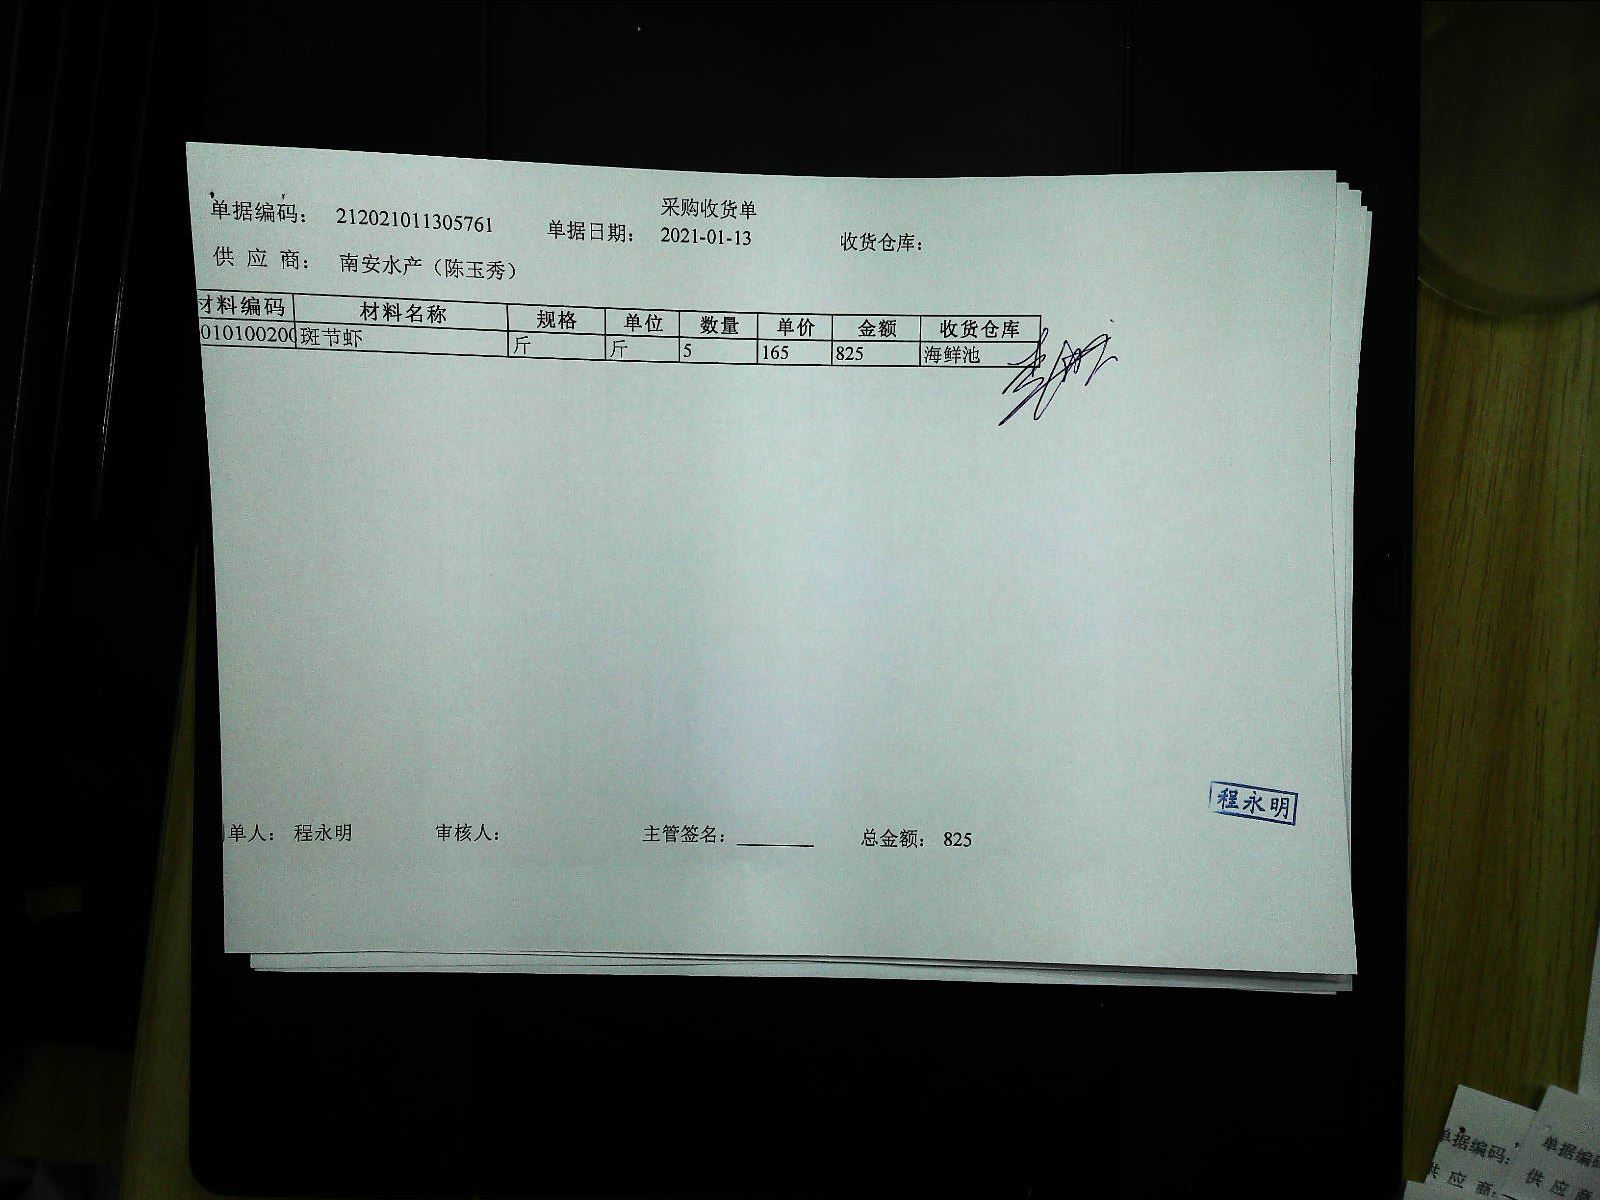 采购收货单
单据编码： 212021011305761 单据日期： 2021-01-13 收货仓库：
供 应 商： 南安水产（陈玉秀）
材料编码 材料名称 规格 单位 数量 单价 金额 收货仓库
010100200 斑节虾 斤 斤 5 165 825 海鲜池
程永明
单人： 程永明 审核人： 主管签名： 总金额： 825
单据编码： 单据编码
供 应 商： 供 应 商